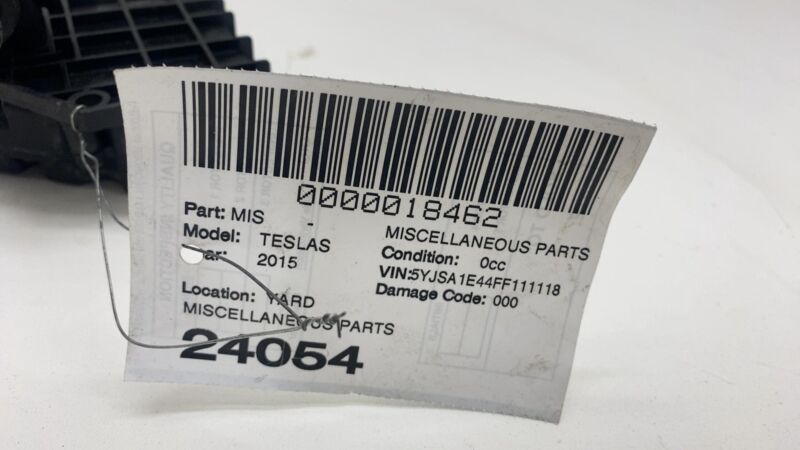 0000018462
Part: MIS - MISCELLANEOUS PARTS
Model: TESLAS Condition: 0cc
ar: 2015 VIN:5YJSA1E44FF111118
Location: YARD Damage Code: 000
MISCELLANEOUS PARTS
24054